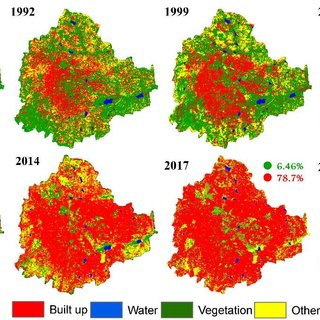 1992 1999
2014 2017
6.46%
78.7%
Built up Water Vegetation Other